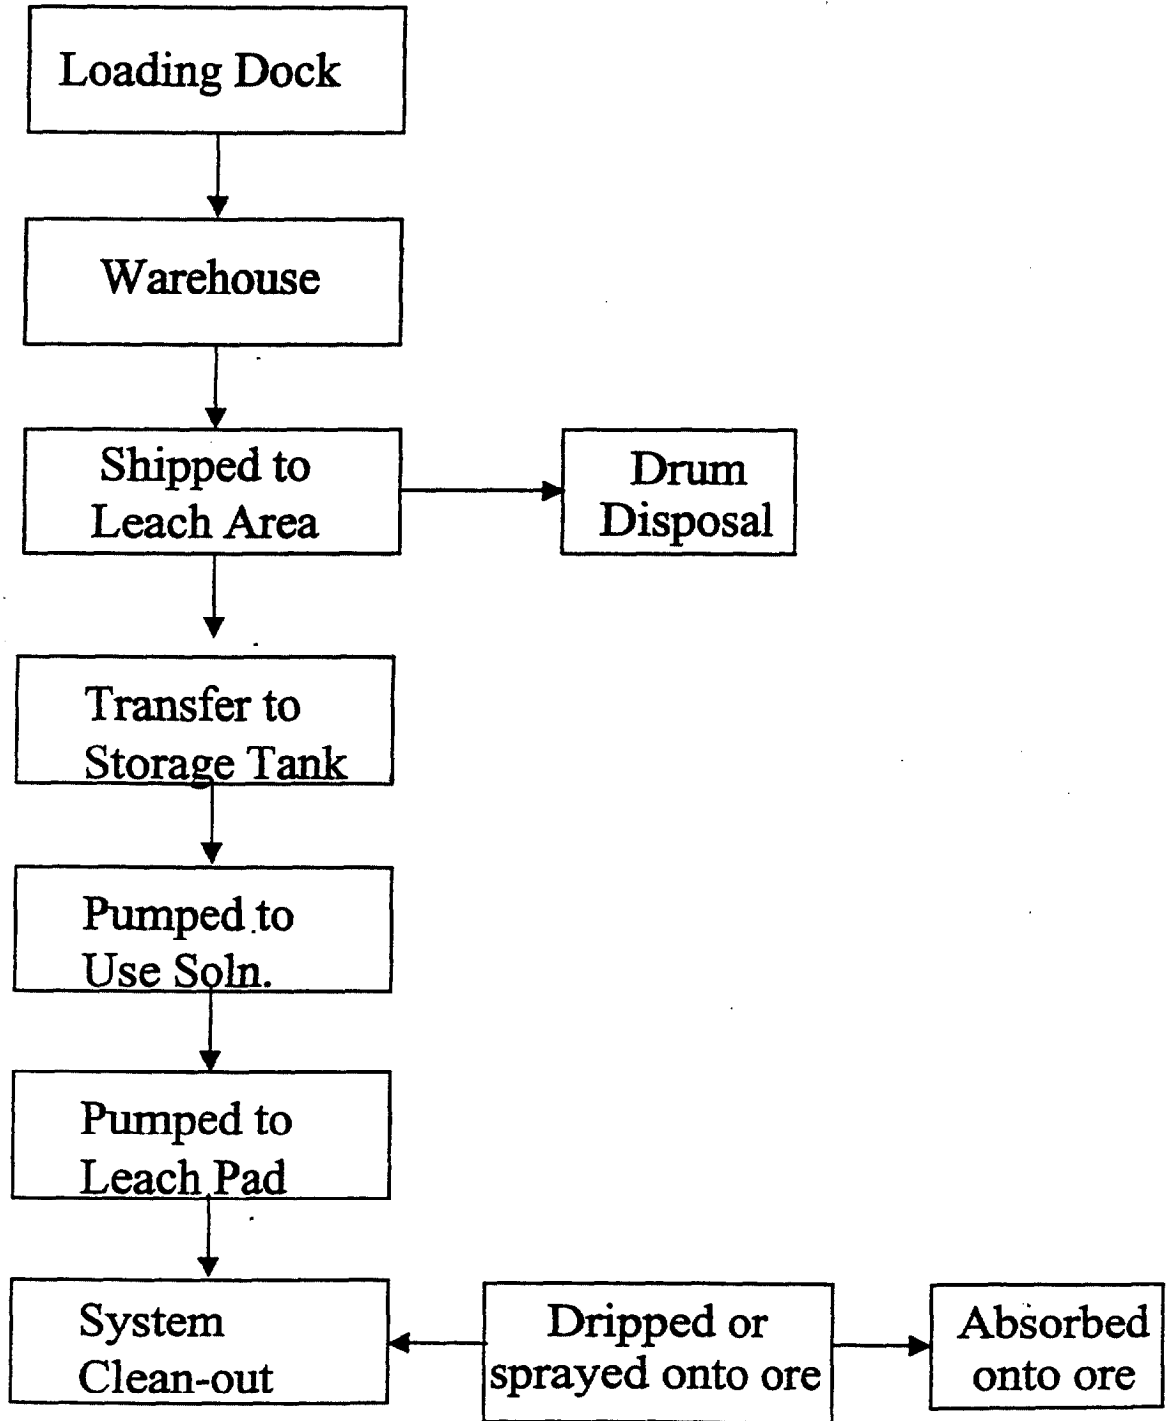 Loading Dock
Warehouse
Shipped to
Leach Area
Drum
Disposal
Transfer to
Storage Tank
Pumped to
Use Soln.
Pumped to
Leach Pad
System
Clean-out
Dripped or
sprayed onto ore
Absorbed
onto ore